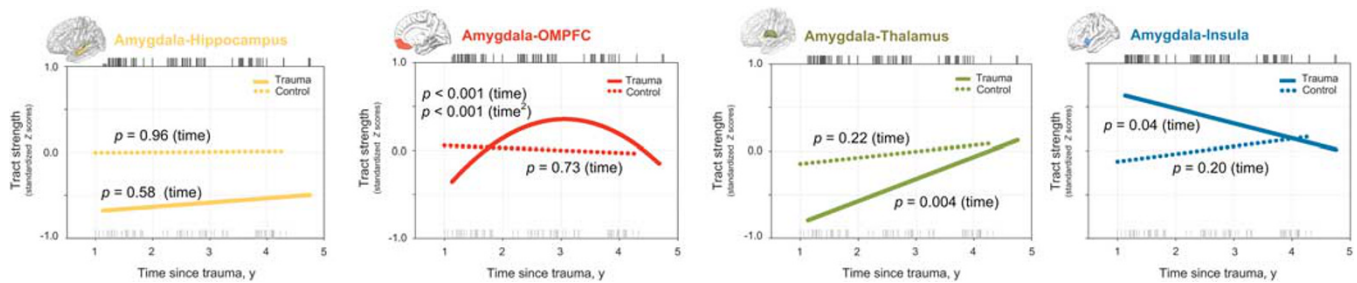 Amygdala-Hippocampus
1.0
0.0
-1.0
Tract strength
(standardized Z scores)
Trauma
Control
p = 0.96 (time)
p = 0.58 (time)
1 2 3 4 5
Time since trauma, y
Amygdala-OMPFC
1.0
0.0
-1.0
Tract strength
(standardized Z scores)
Trauma
Control
p < 0.001 (time)
p < 0.001 (time²)
p = 0.73 (time)
1 2 3 4 5
Time since trauma, y
Amygdala-Thalamus
1.0
0.0
-1.0
Tract strength
(standardized Z scores)
Trauma
Control
p = 0.22 (time)
p = 0.004 (time)
1 2 3 4 5
Time since trauma, y
Amygdala-Insula
1.0
0.0
-1.0
Tract strength
(standardized Z scores)
Trauma
Control
p = 0.04 (time)
p = 0.20 (time)
1 2 3 4 5
Time since trauma, y